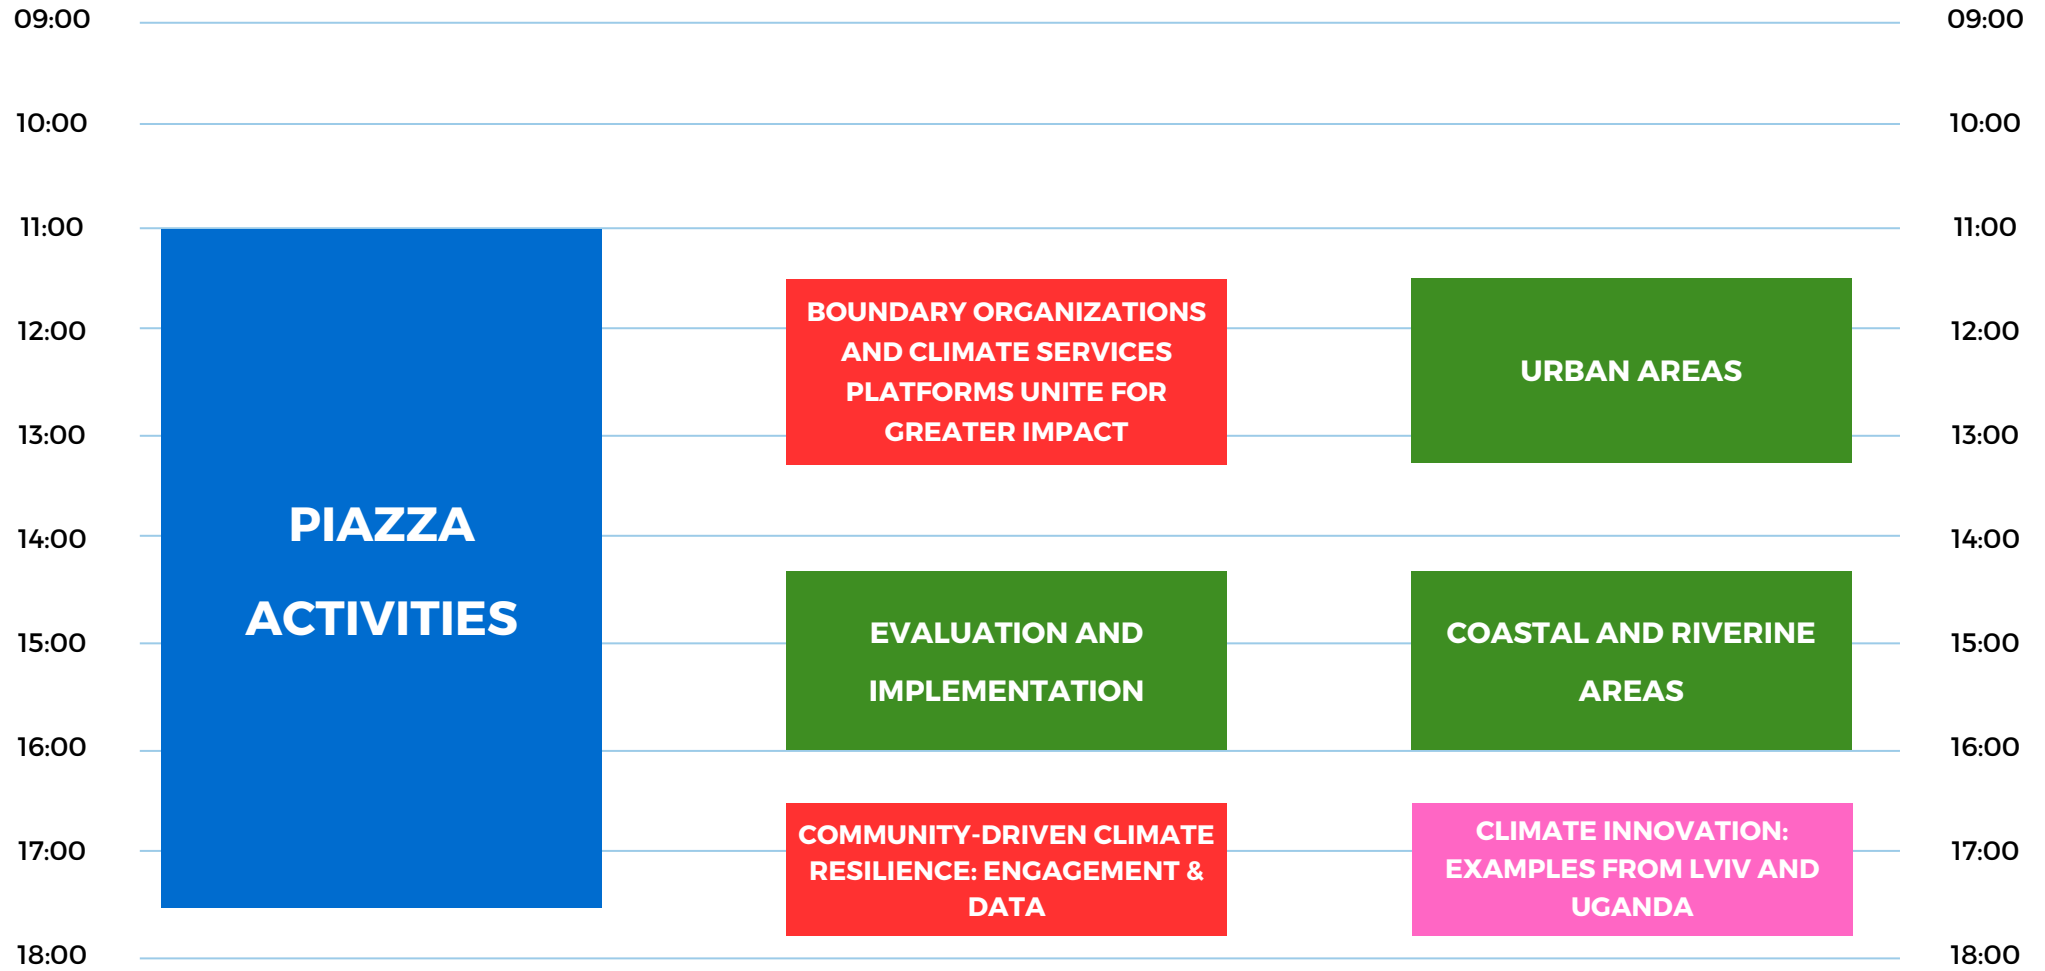 09:00
09:00
10:00
10:00
11:00
11:00
BOUNDARY ORGANIZATIONS
AND CLIMATE SERVICES
PLATFORMS UNITE FOR
GREATER IMPACT
URBAN AREAS
12:00
12:00
13:00
13:00
PIAZZA
ACTIVITIES
14:00
14:00
EVALUATION AND
IMPLEMENTATION
COASTAL AND RIVERINE
AREAS
15:00
15:00
16:00
16:00
COMMUNITY-DRIVEN CLIMATE
RESILIENCE: ENGAGEMENT &
DATA
CLIMATE INNOVATION:
EXAMPLES FROM LVIV AND
UGANDA
17:00
17:00
18:00
18:00